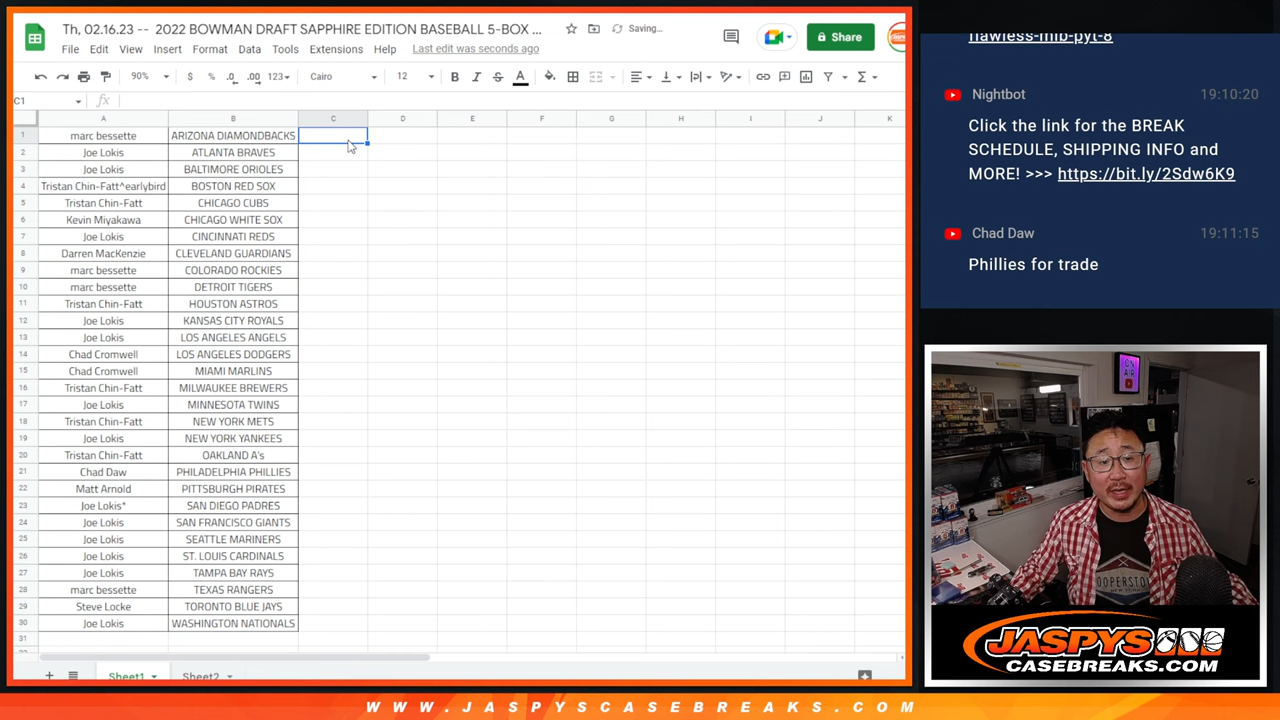 Th, 02.16.23 -- 2022 BOWMAN DRAFT SAPPHIRE EDITION BASEBALL 5-BOX ...
Saving...
Share
File Edit View Insert Format Data Tools Extensions Help Last edit was seconds ago
90% $ % .0 .00 123 Cairo 12 B I S A
C1 fx
A B C D E F G H I J K
1 marc bessette ARIZONA DIAMONDBACKS
2 Joe Lokis ATLANTA BRAVES
3 Joe Lokis BALTIMORE ORIOLES
4 Tristan Chin-Fatt^earlybird BOSTON RED SOX
5 Tristan Chin-Fatt CHICAGO CUBS
6 Kevin Miyakawa CHICAGO WHITE SOX
7 Joe Lokis CINCINNATI REDS
8 Darren MacKenzie CLEVELAND GUARDIANS
9 marc bessette COLORADO ROCKIES
10 marc bessette DETROIT TIGERS
11 Tristan Chin-Fatt HOUSTON ASTROS
12 Joe Lokis KANSAS CITY ROYALS
13 Joe Lokis LOS ANGELES ANGELS
14 Chad Cromwell LOS ANGELES DODGERS
15 Chad Cromwell MIAMI MARLINS
16 Tristan Chin-Fatt MILWAUKEE BREWERS
17 Joe Lokis MINNESOTA TWINS
18 Tristan Chin-Fatt NEW YORK METS
19 Joe Lokis NEW YORK YANKEES
20 Tristan Chin-Fatt OAKLAND A's
21 Chad Daw PHILADELPHIA PHILLIES
22 Matt Arnold PITTSBURGH PIRATES
23 Joe Lokis* SAN DIEGO PADRES
24 Joe Lokis SAN FRANCISCO GIANTS
25 Joe Lokis SEATTLE MARINERS
26 Joe Lokis ST. LOUIS CARDINALS
27 Joe Lokis TAMPA BAY RAYS
28 marc bessette TEXAS RANGERS
29 Steve Locke TORONTO BLUE JAYS
30 Joe Lokis WASHINGTON NATIONALS
31
Sheet1 Sheet2
flawless-mlb-pyt-8
Nightbot 19:10:20
Click the link for the BREAK
SCHEDULE, SHIPPING INFO and
MORE! >>> https://bit.ly/2Sdw6K9
Chad Daw 19:11:15
Phillies for trade
ON AIR
JASPYS
CASEBREAKS.COM
WWW.JASPYSCASEBREAKS.COM